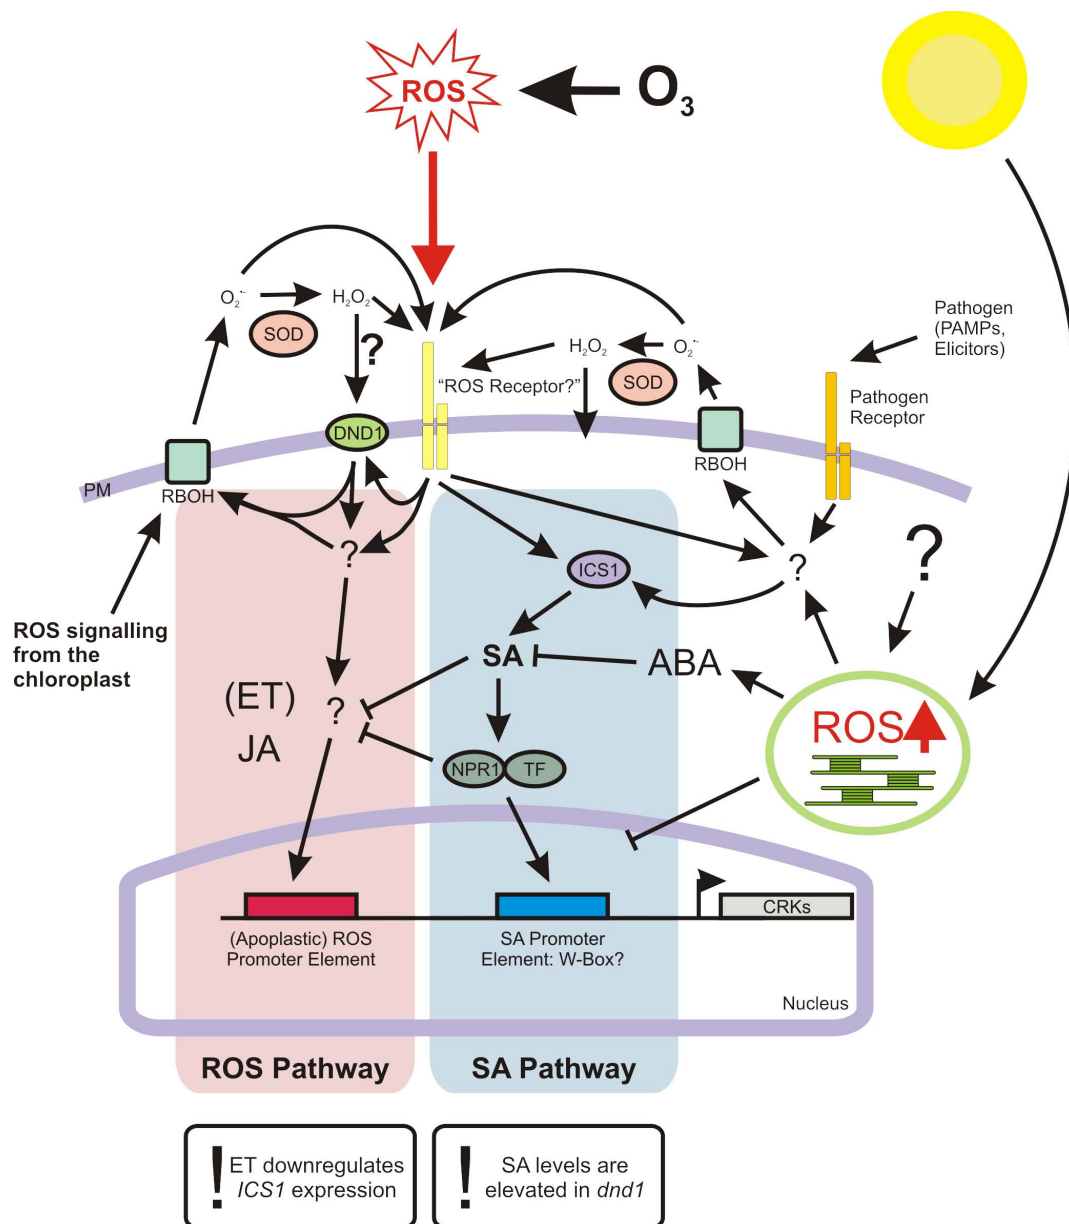 ROS
O3
O2•-
H2O2
SOD
?
DND1
"ROS Receptor?"
H2O2
O2•-
SOD
Pathogen
(PAMPs,
Elicitors)
Pathogen
Receptor
RBOH
PM
RBOH
?
?
?
ICS1
ROS signalling
from the
chloroplast
SA
ABA
(ET)
JA
?
ROS
NPR1
TF
CRKs
(Apoplastic) ROS
Promoter Element
SA Promoter
Element: W-Box?
Nucleus
ROS Pathway
SA Pathway
! ET downregulates
ICS1 expression
! SA levels are
elevated in dnd1